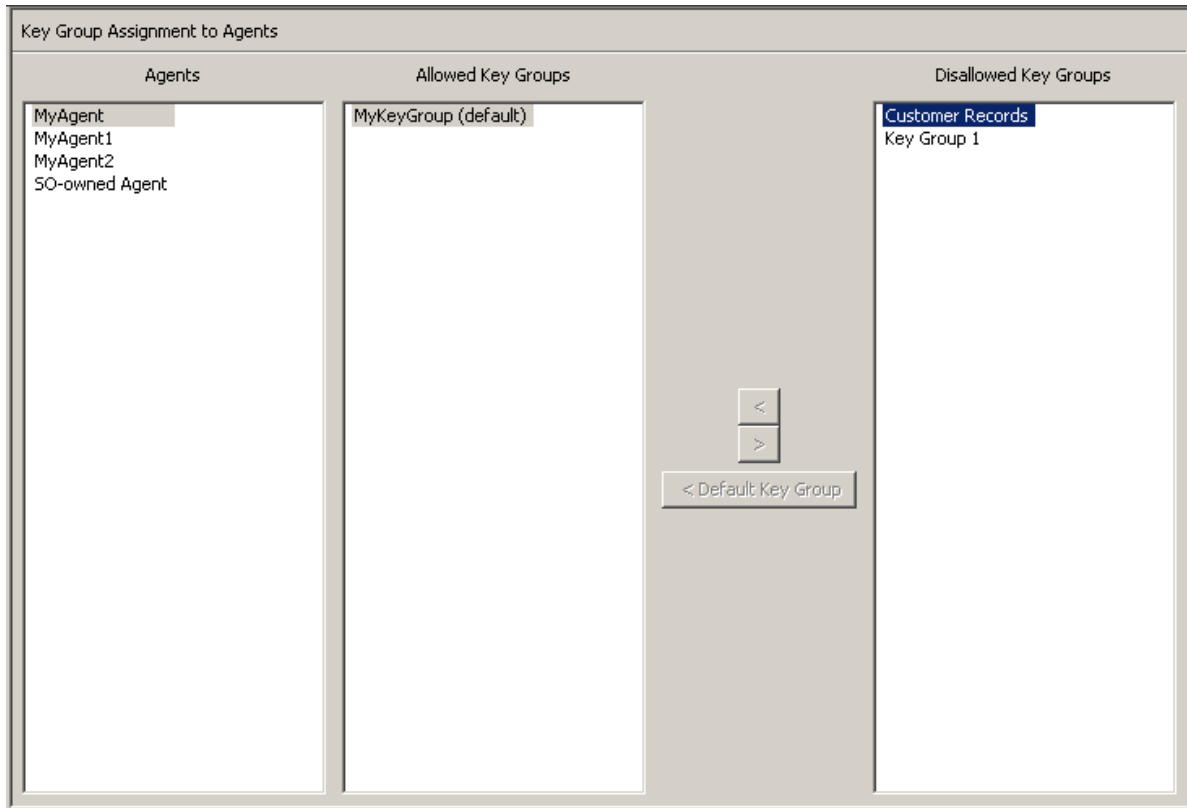 Key Group Assignment to Agents
Agents
Allowed Key Groups
Disallowed Key Groups
MyAgent
MyAgent1
MyAgent2
SO-owned Agent
MyKeyGroup (default)
<
>
< Default Key Group
Customer Records
Key Group 1